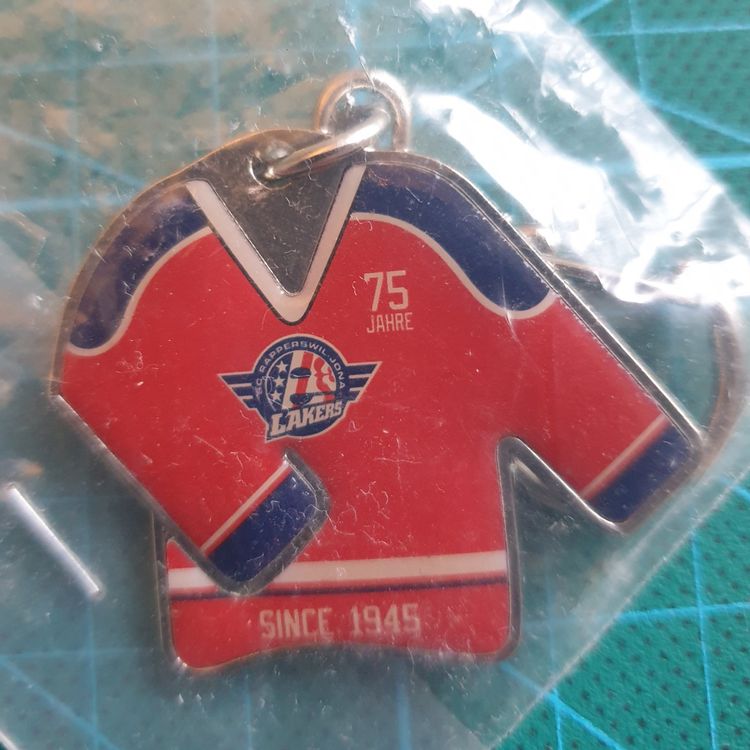 75
JAHRE
SC RAPPERSWIL-JONA
LAKERS
SINCE 1945